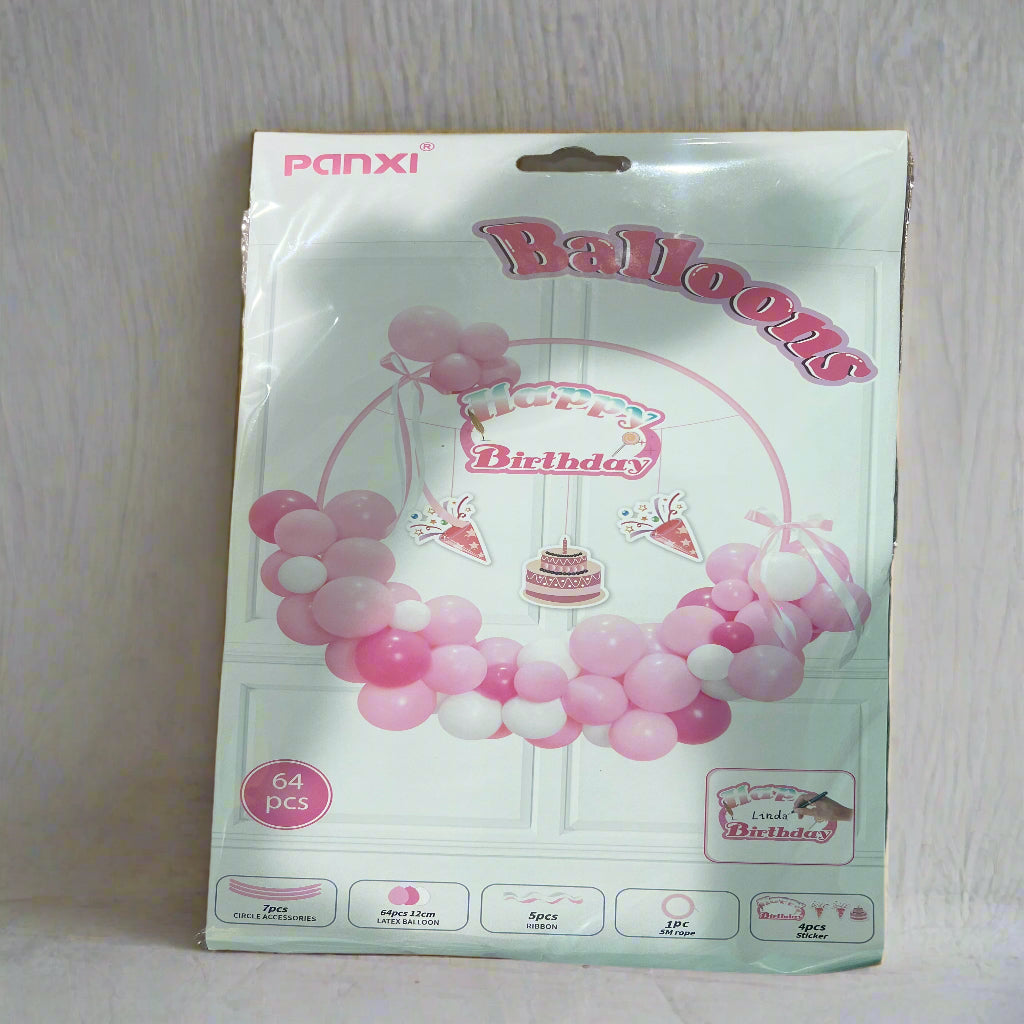 PANXI®
Balloons
Happy
Birthday
64
pcs
Happy
Linda
Birthday
7pcs
CIRCLE ACCESSORIES
64pcs 12cm
LATEX BALLOON
5pcs
RIBBON
1pc
5M rope
Birthday
4pcs
Sticker